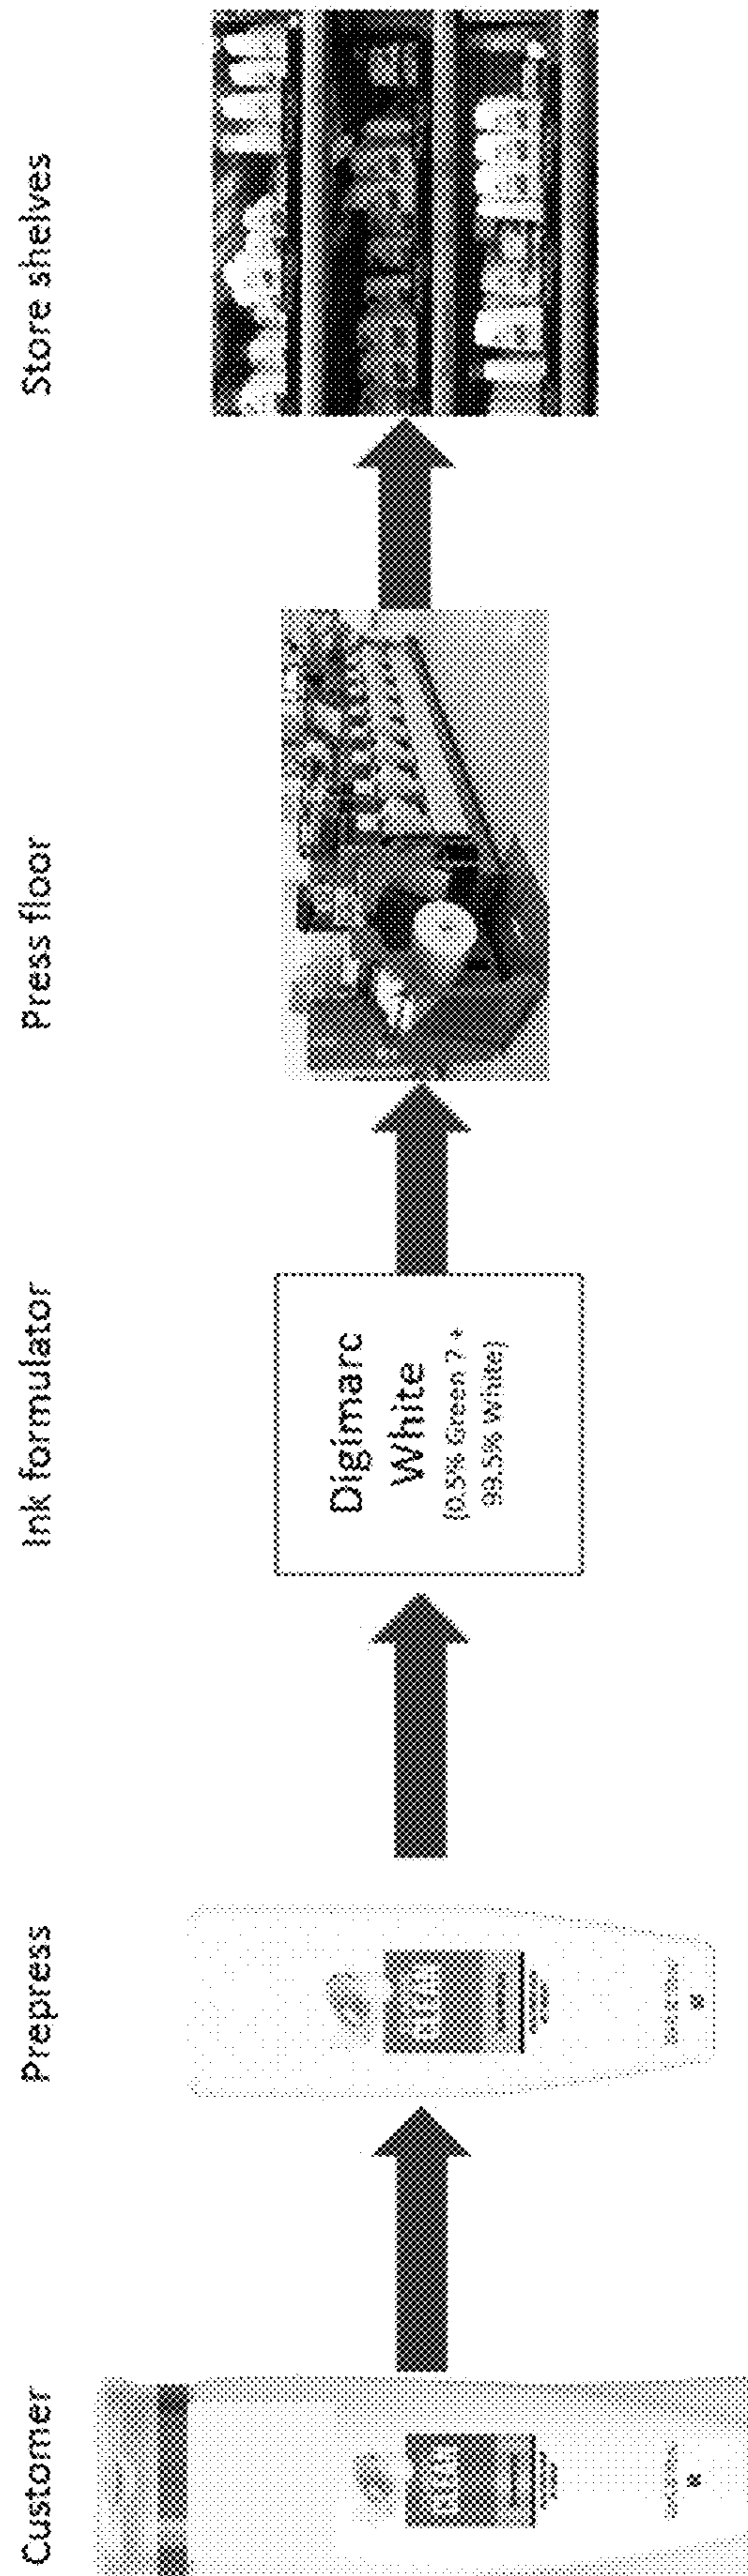 Customer
Prepress
Ink formulator
Press floor
Store shelves
Digimarc
White
(0.5% Green 7 +
99.5% White)